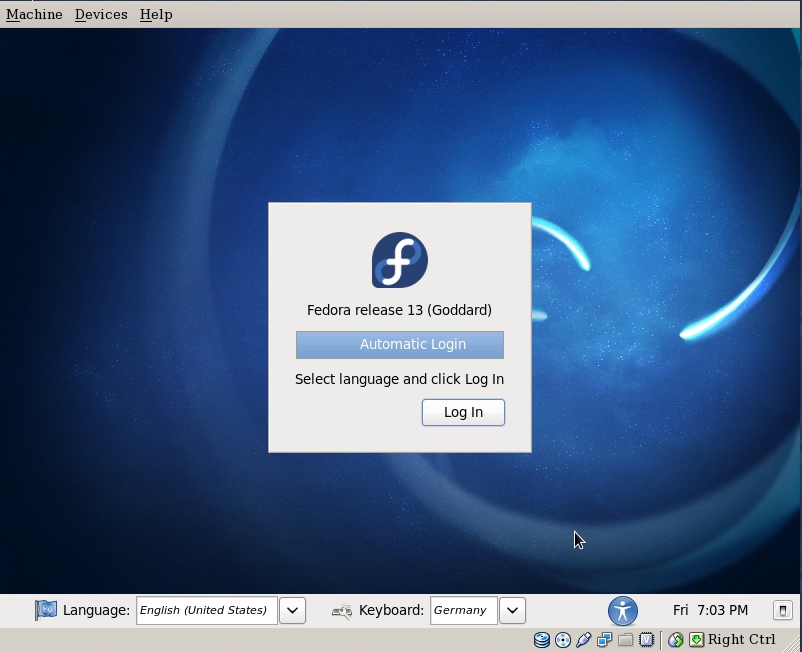 Machine Devices Help
Fedora release 13 (Goddard)
Automatic Login
Select language and click Log In
Log In
Language: English (United States) Keyboard: Germany Fri 7:03 PM
Right Ctrl